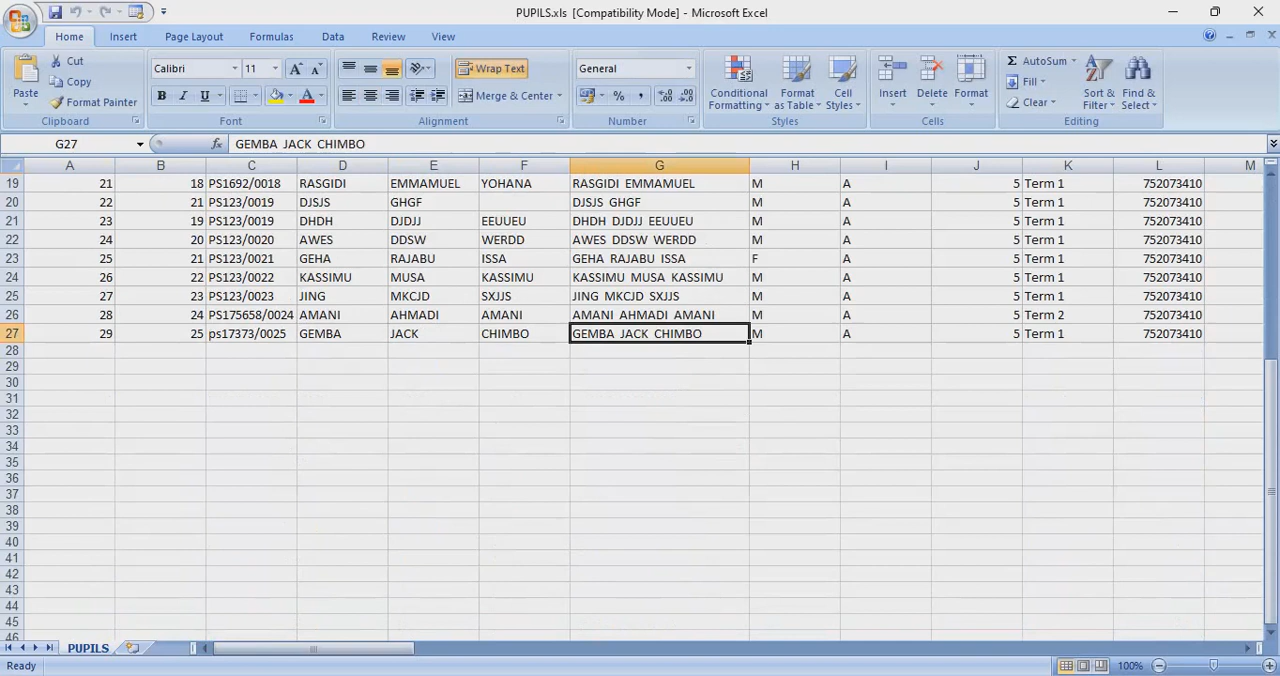 PUPILS.xls [Compatibility Mode] - Microsoft Excel
Home Insert Page Layout Formulas Data Review View
Paste Cut Copy Format Painter Clipboard
Calibri 11 A A B I U A Font
Wrap Text Merge & Center Alignment
General % , .0 .00 .00 .0 Number
Conditional Formatting Format as Table Cell Styles Styles
Insert Delete Format Cells
Σ AutoSum Fill Clear Sort & Filter Find & Select Editing
G27 fx GEMBA JACK CHIMBO
A B C D E F G H I J K L M
19 21 18 PS1692/0018 RASGIDI EMMAMUEL YOHANA RASGIDI EMMAMUEL M A 5 Term 1 752073410
20 22 21 PS123/0019 DJSJS GHGF DJSJS GHGF M A 5 Term 1 752073410
21 23 19 PS123/0019 DHDH DJDJJ EEUUEU DHDH DJDJJ EEUUEU M A 5 Term 1 752073410
22 24 20 PS123/0020 AWES DDSW WERDD AWES DDSW WERDD M A 5 Term 1 752073410
23 25 21 PS123/0021 GEHA RAJABU ISSA GEHA RAJABU ISSA F A 5 Term 1 752073410
24 26 22 PS123/0022 KASSIMU MUSA KASSIMU KASSIMU MUSA KASSIMU M A 5 Term 1 752073410
25 27 23 PS123/0023 JING MKCJD SXJJS JING MKCJD SXJJS M A 5 Term 1 752073410
26 28 24 PS175658/0024 AMANI AHMADI AMANI AMANI AHMADI AMANI M A 5 Term 2 752073410
27 29 25 ps17373/0025 GEMBA JACK CHIMBO GEMBA JACK CHIMBO M A 5 Term 1 752073410
28
29
30
31
32
33
34
35
36
37
38
39
40
41
42
43
44
45
46
PUPILS
Ready 100%